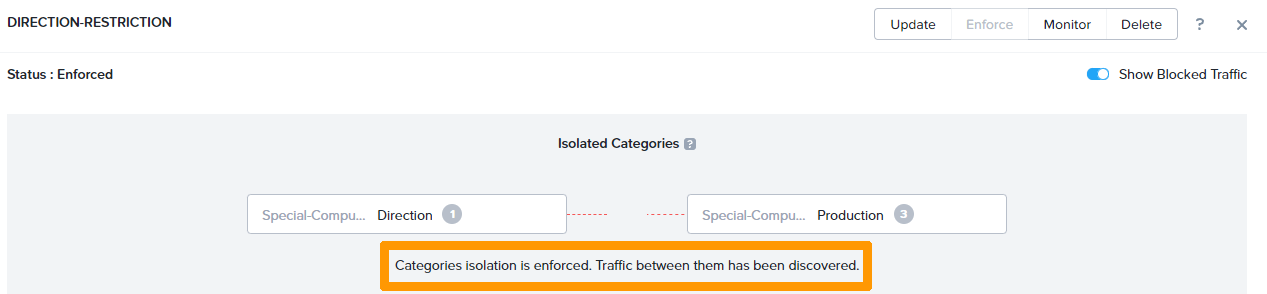 DIRECTION-RESTRICTION
Update Enforce Monitor Delete ? ×
Status : Enforced
Show Blocked Traffic
Isolated Categories ?
Special-Compu... Direction 1
Special-Compu... Production 3
Categories isolation is enforced. Traffic between them has been discovered.